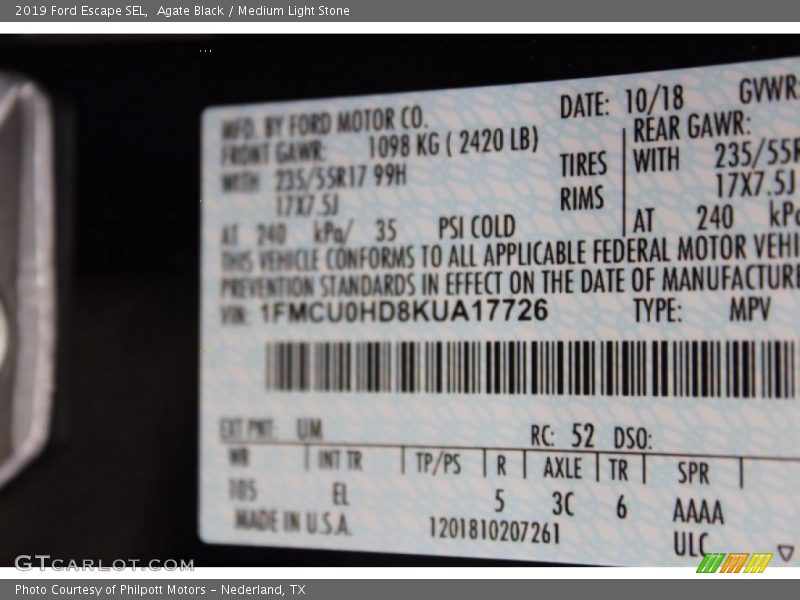 2019 Ford Escape SEL, Agate Black / Medium Light Stone
MFD. BY FORD MOTOR CO.
DATE: 10/18
GVWR:
FRONT GAWR: 1098 KG ( 2420 LB)
REAR GAWR:
WITH 235/55R17 99H
TIRES
WITH 235/55R
17X7.5J
RIMS
17X7.5J
AT 240 kPa/ 35 PSI COLD
AT 240 kPa
THIS VEHICLE CONFORMS TO ALL APPLICABLE FEDERAL MOTOR VEHI
PREVENTION STANDARDS IN EFFECT ON THE DATE OF MANUFACTURE
VIN: 1FMCU0HD8KUA17726
TYPE: MPV
EXT PNT: UM
RC: 52 DSO:
WB INT TR TP/PS R AXLE TR SPR
105 EL 5 3C 6 AAAA
MADE IN U.S.A.
1201810207261
ULC
GTCARLOT.COM
Photo Courtesy of Philpott Motors - Nederland, TX